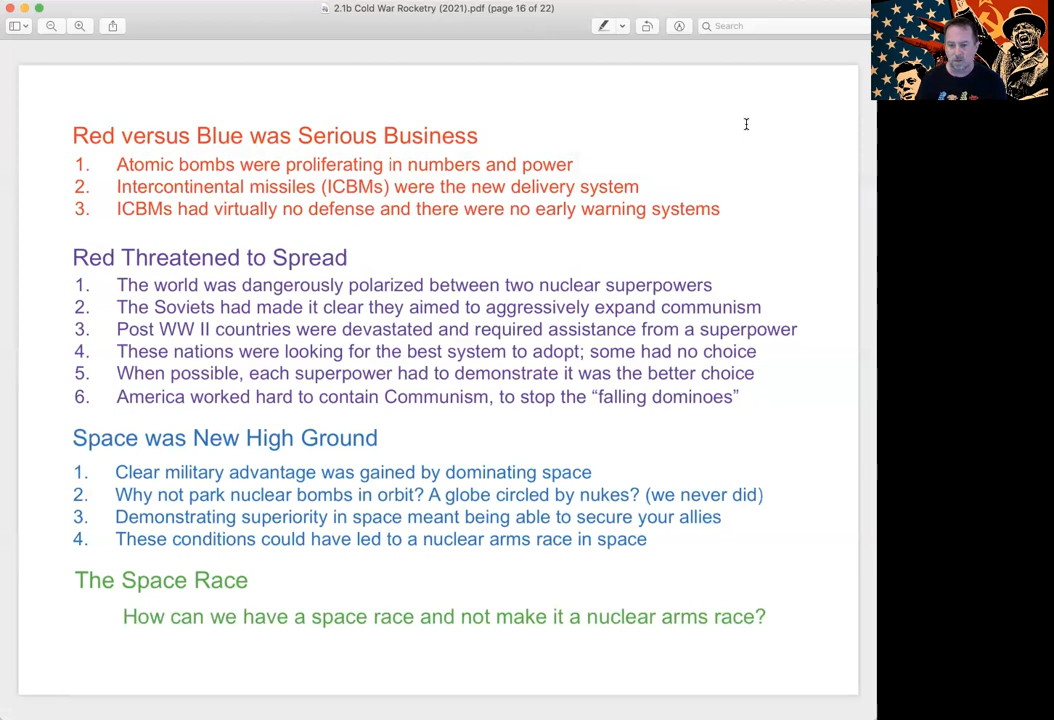 2.1b Cold War Rocketry (2021).pdf (page 16 of 22)
Search
Red versus Blue was Serious Business
1. Atomic bombs were proliferating in numbers and power
2. Intercontinental missiles (ICBMs) were the new delivery system
3. ICBMs had virtually no defense and there were no early warning systems
Red Threatened to Spread
1. The world was dangerously polarized between two nuclear superpowers
2. The Soviets had made it clear they aimed to aggressively expand communism
3. Post WW II countries were devastated and required assistance from a superpower
4. These nations were looking for the best system to adopt; some had no choice
5. When possible, each superpower had to demonstrate it was the better choice
6. America worked hard to contain Communism, to stop the “falling dominoes”
Space was New High Ground
1. Clear military advantage was gained by dominating space
2. Why not park nuclear bombs in orbit? A globe circled by nukes? (we never did)
3. Demonstrating superiority in space meant being able to secure your allies
4. These conditions could have led to a nuclear arms race in space
The Space Race
How can we have a space race and not make it a nuclear arms race?